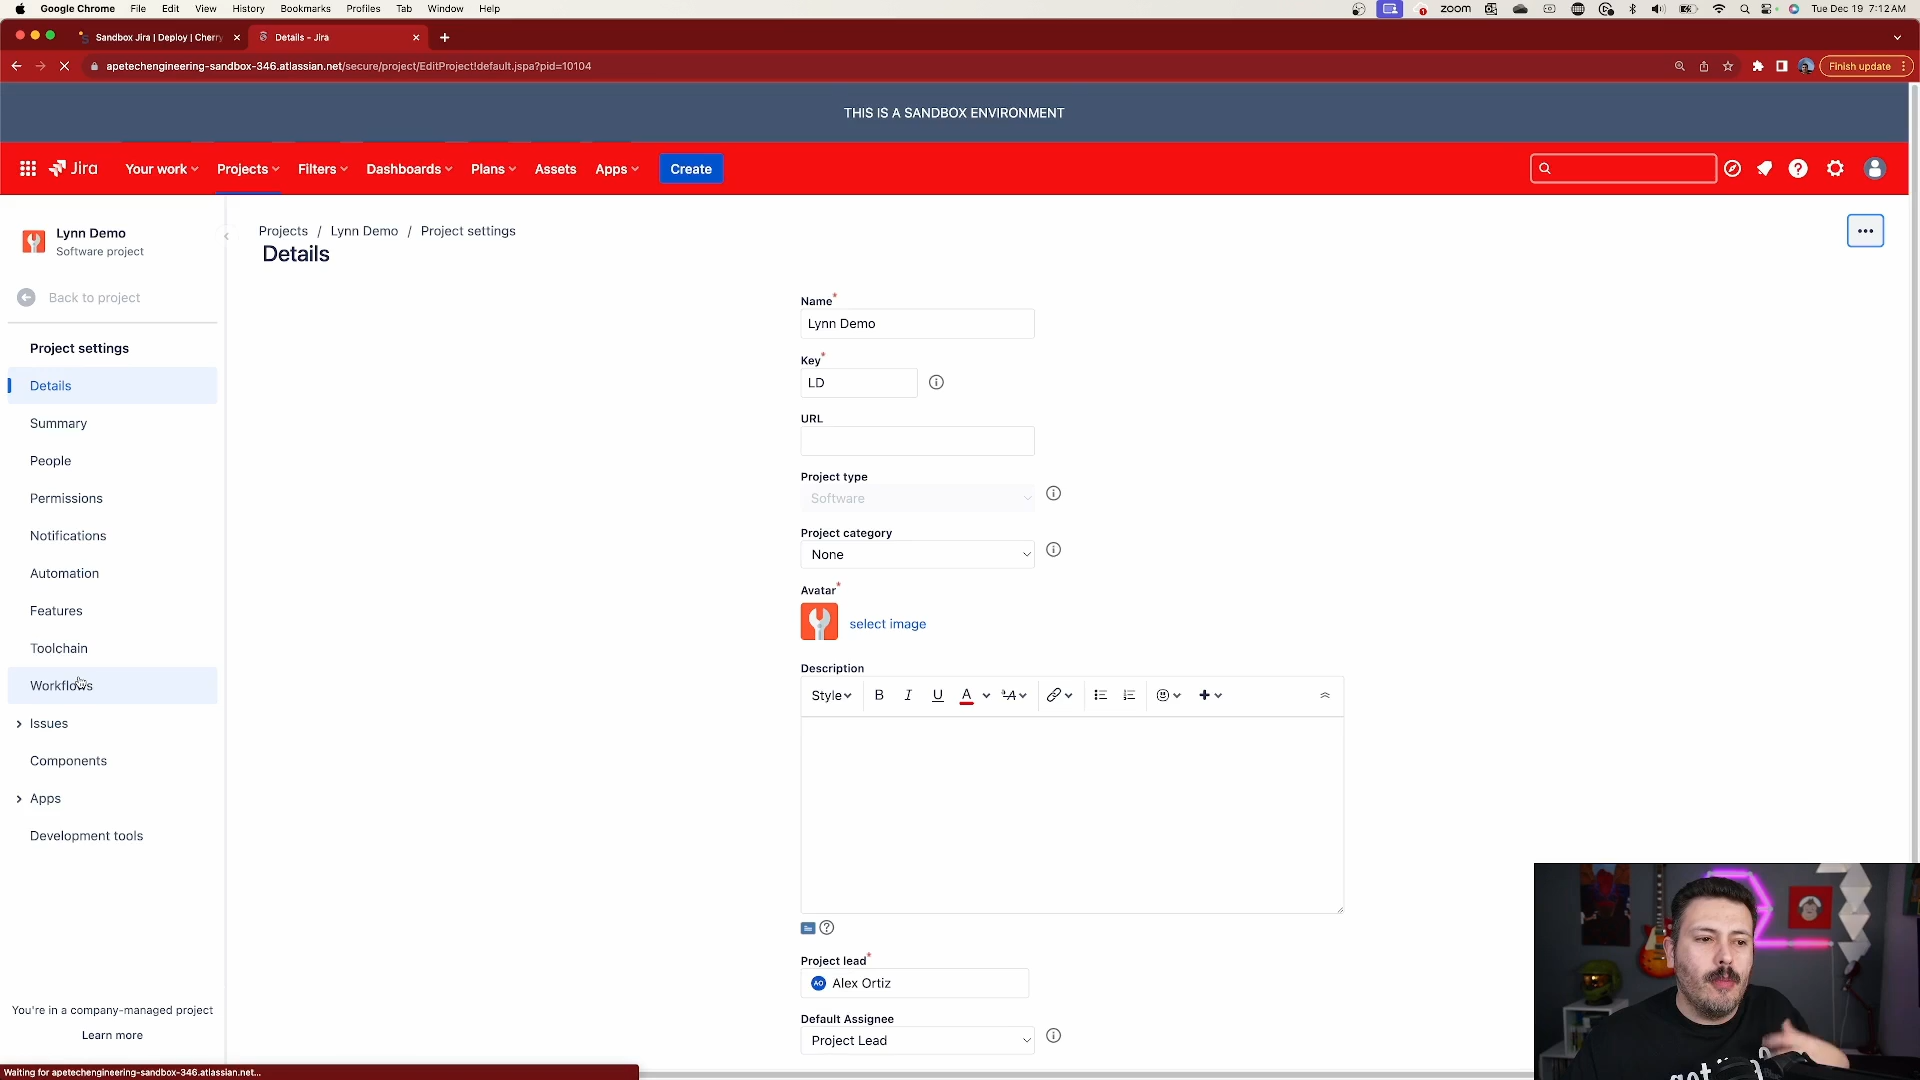 Google Chrome File Edit View History Bookmarks Profiles Tab Window Help zoom Tue Dec 19 7:12AM
Sandbox Jira | Deploy | Cherry Details - Jira
apetechengineering-sandbox-346.atlassian.net/secure/project/EditProject!default.jspa?pid=10104 Finish update
THIS IS A SANDBOX ENVIRONMENT
Jira Your work Projects Filters Dashboards Plans Assets Apps Create
Lynn Demo
Software project
Back to project
Project settings
Details
Summary
People
Permissions
Notifications
Automation
Features
Toolchain
Workflows
Issues
Components
Apps
Development tools
You're in a company-managed project
Learn more
Projects / Lynn Demo / Project settings
Details
Name*
Lynn Demo
Key*
LD
URL
Project type
Software
Project category
None
Avatar*
select image
Description
Style B I U A
Project lead*
AO Alex Ortiz
Default Assignee
Project Lead
Waiting for apetechengineering-sandbox-346.atlassian.net...